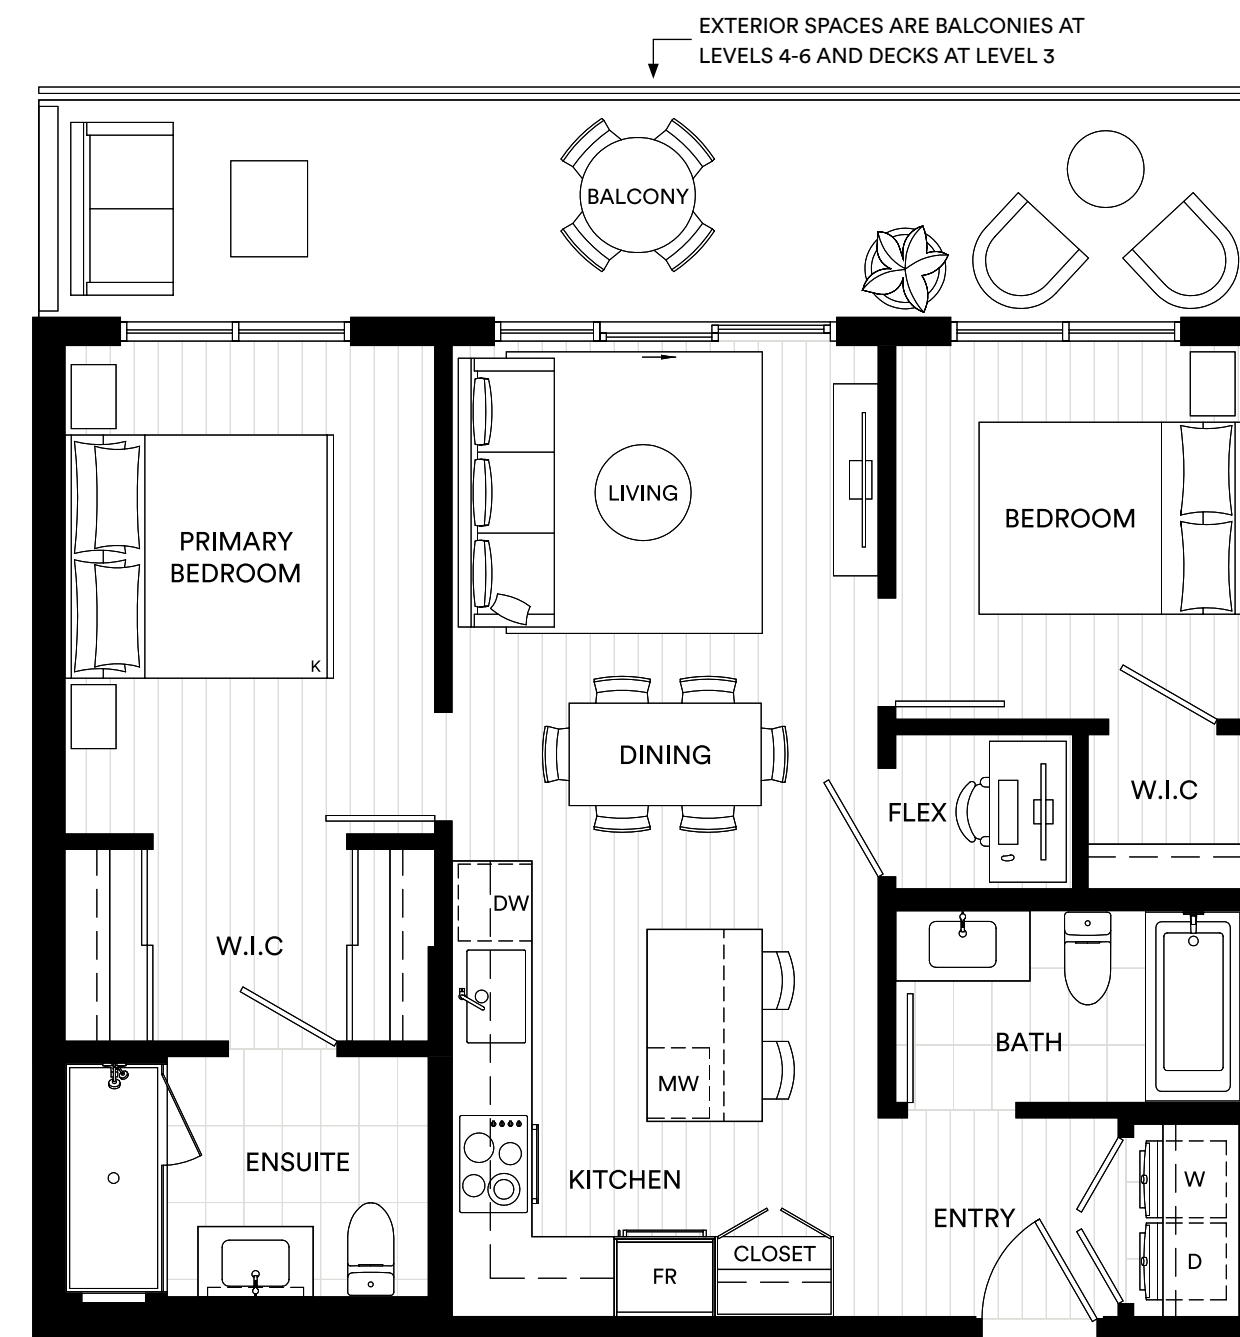 EXTERIOR SPACES ARE BALCONIES AT
LEVELS 4-6 AND DECKS AT LEVEL 3
BALCONY
LIVING
PRIMARY
BEDROOM
K
BEDROOM
DINING
FLEX
W.I.C
DW
W.I.C
BATH
MW
ENSUITE
KITCHEN
W
ENTRY
CLOSET
FR
D